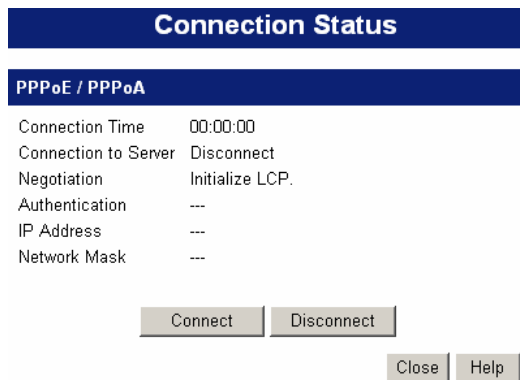 Connection Status
PPPoE / PPPoA
Connection Time 00:00:00
Connection to Server Disconnect
Negotiation Initialize LCP.
Authentication ---
IP Address ---
Network Mask ---
Connect Disconnect
Close Help